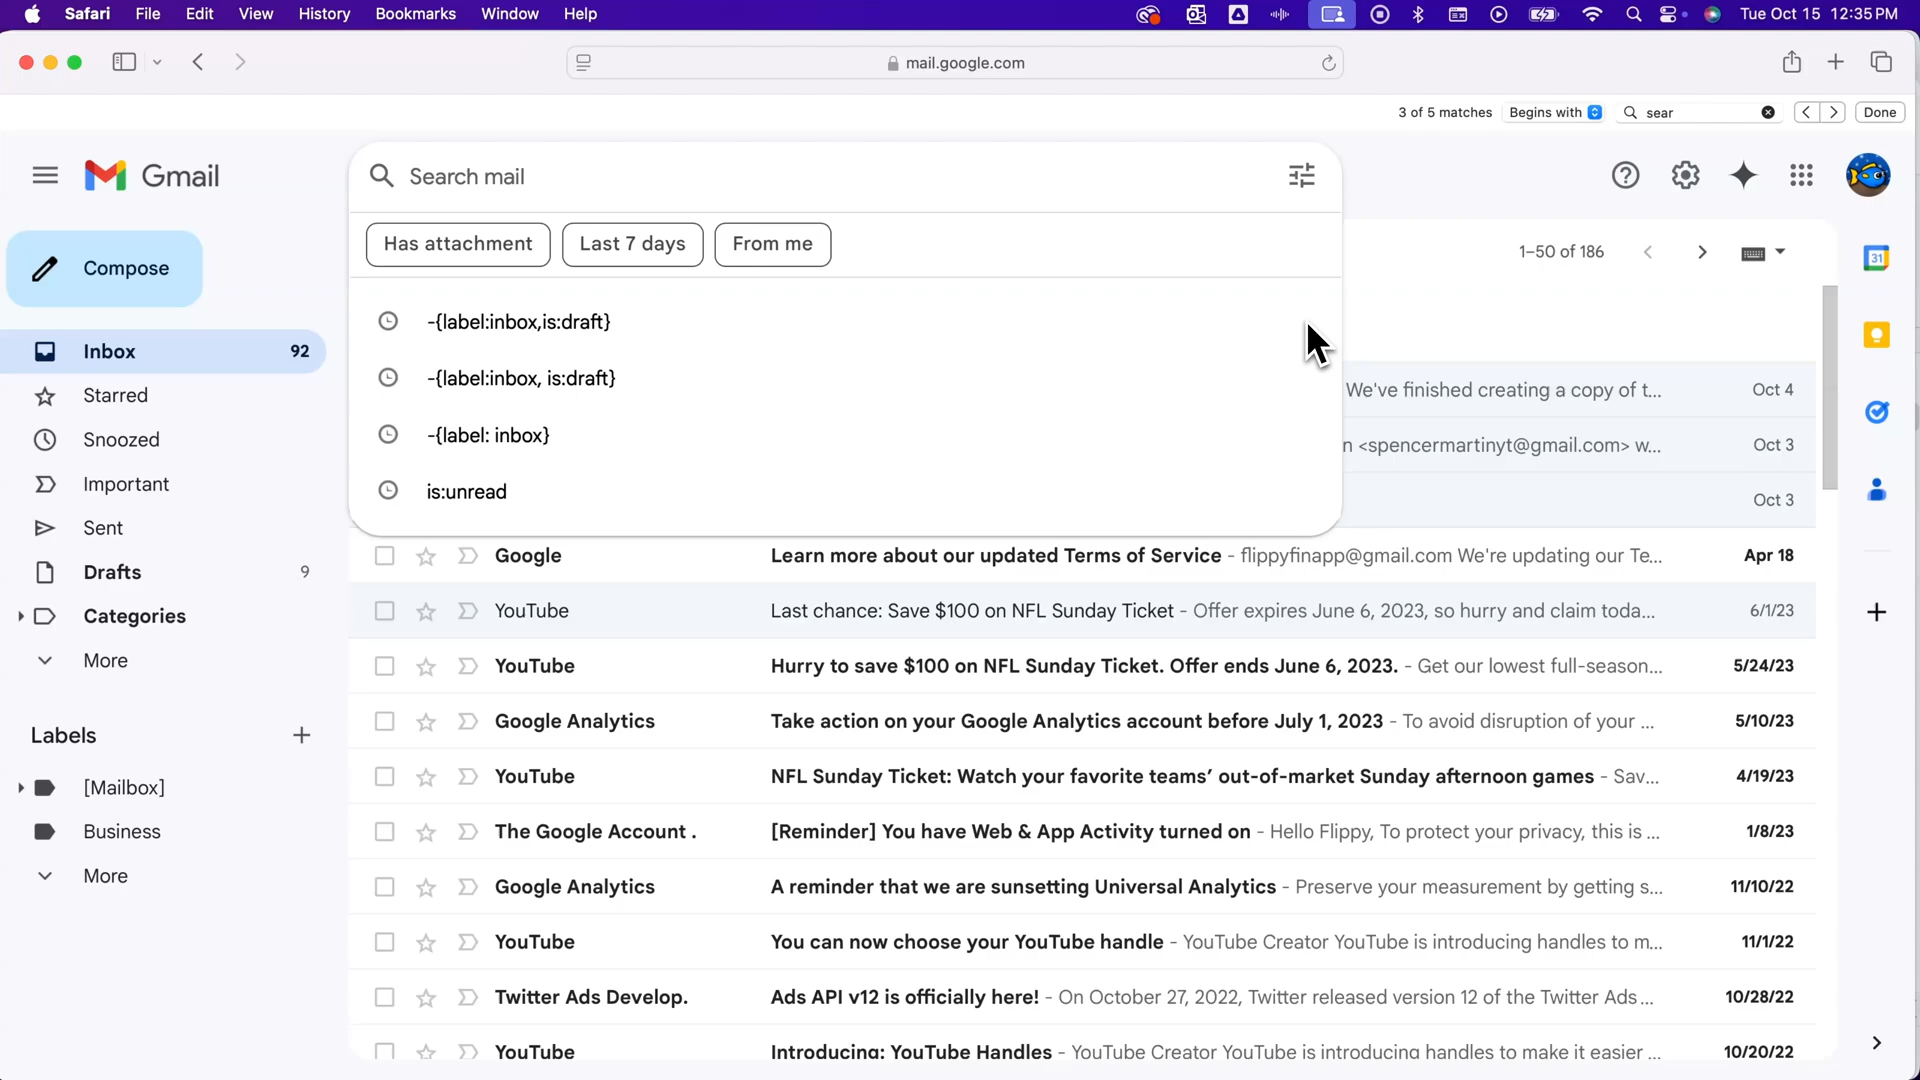 Safari File Edit View History Bookmarks Window Help Tue Oct 15 12:35 PM
mail.google.com
3 of 5 matches Begins with sear Done
Gmail Search mail
Has attachment Last 7 days From me
1–50 of 186
31
Compose
-{label:inbox,is:draft}
Inbox 92
-{label:inbox, is:draft}
We've finished creating a copy of t... Oct 4
Starred
-{label: inbox}
n <spencermartinyt@gmail.com> w... Oct 3
Snoozed
is:unread
Important
Oct 3
Sent
Google Learn more about our updated Terms of Service - flippyfinapp@gmail.com We're updating our Te... Apr 18
Drafts 9
YouTube Last chance: Save $100 on NFL Sunday Ticket - Offer expires June 6, 2023, so hurry and claim toda... 6/1/23
Categories
YouTube Hurry to save $100 on NFL Sunday Ticket. Offer ends June 6, 2023. - Get our lowest full-season... 5/24/23
More
Google Analytics Take action on your Google Analytics account before July 1, 2023 - To avoid disruption of your ... 5/10/23
Labels
YouTube NFL Sunday Ticket: Watch your favorite teams’ out-of-market Sunday afternoon games - Sav... 4/19/23
[Mailbox]
The Google Account . [Reminder] You have Web & App Activity turned on - Hello Flippy, To protect your privacy, this is ... 1/8/23
Business
Google Analytics A reminder that we are sunsetting Universal Analytics - Preserve your measurement by getting s... 11/10/22
More
YouTube You can now choose your YouTube handle - YouTube Creator YouTube is introducing handles to m... 11/1/22
Twitter Ads Develop. Ads API v12 is officially here! - On October 27, 2022, Twitter released version 12 of the Twitter Ads ... 10/28/22
YouTube Introducing: YouTube Handles - YouTube Creator YouTube is introducing handles to make it easier ... 10/20/22